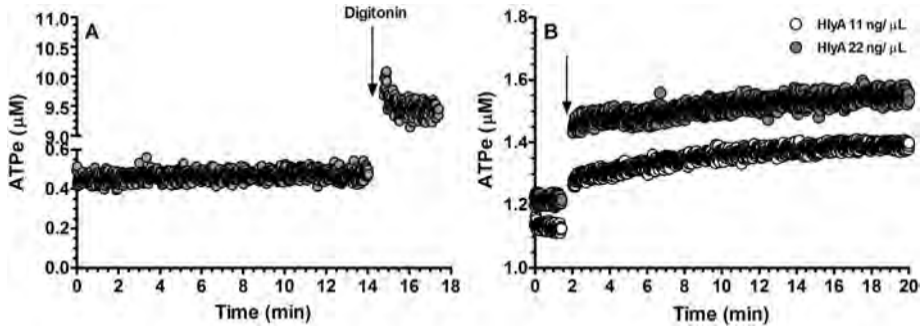 Digitonin
A
11.0
10.5
10.0
9.5
9.0
0.6
0.4
0.2
0.0
ATPe (µM)
0 2 4 6 8 10 12 14 16 18
Time (min)
B
HlyA 11 ng/ µL
HlyA 22 ng/ µL
1.8
1.6
1.4
1.2
1.0
ATPe (µM)
0 2 4 6 8 10 12 14 16 18 20
Time (min)